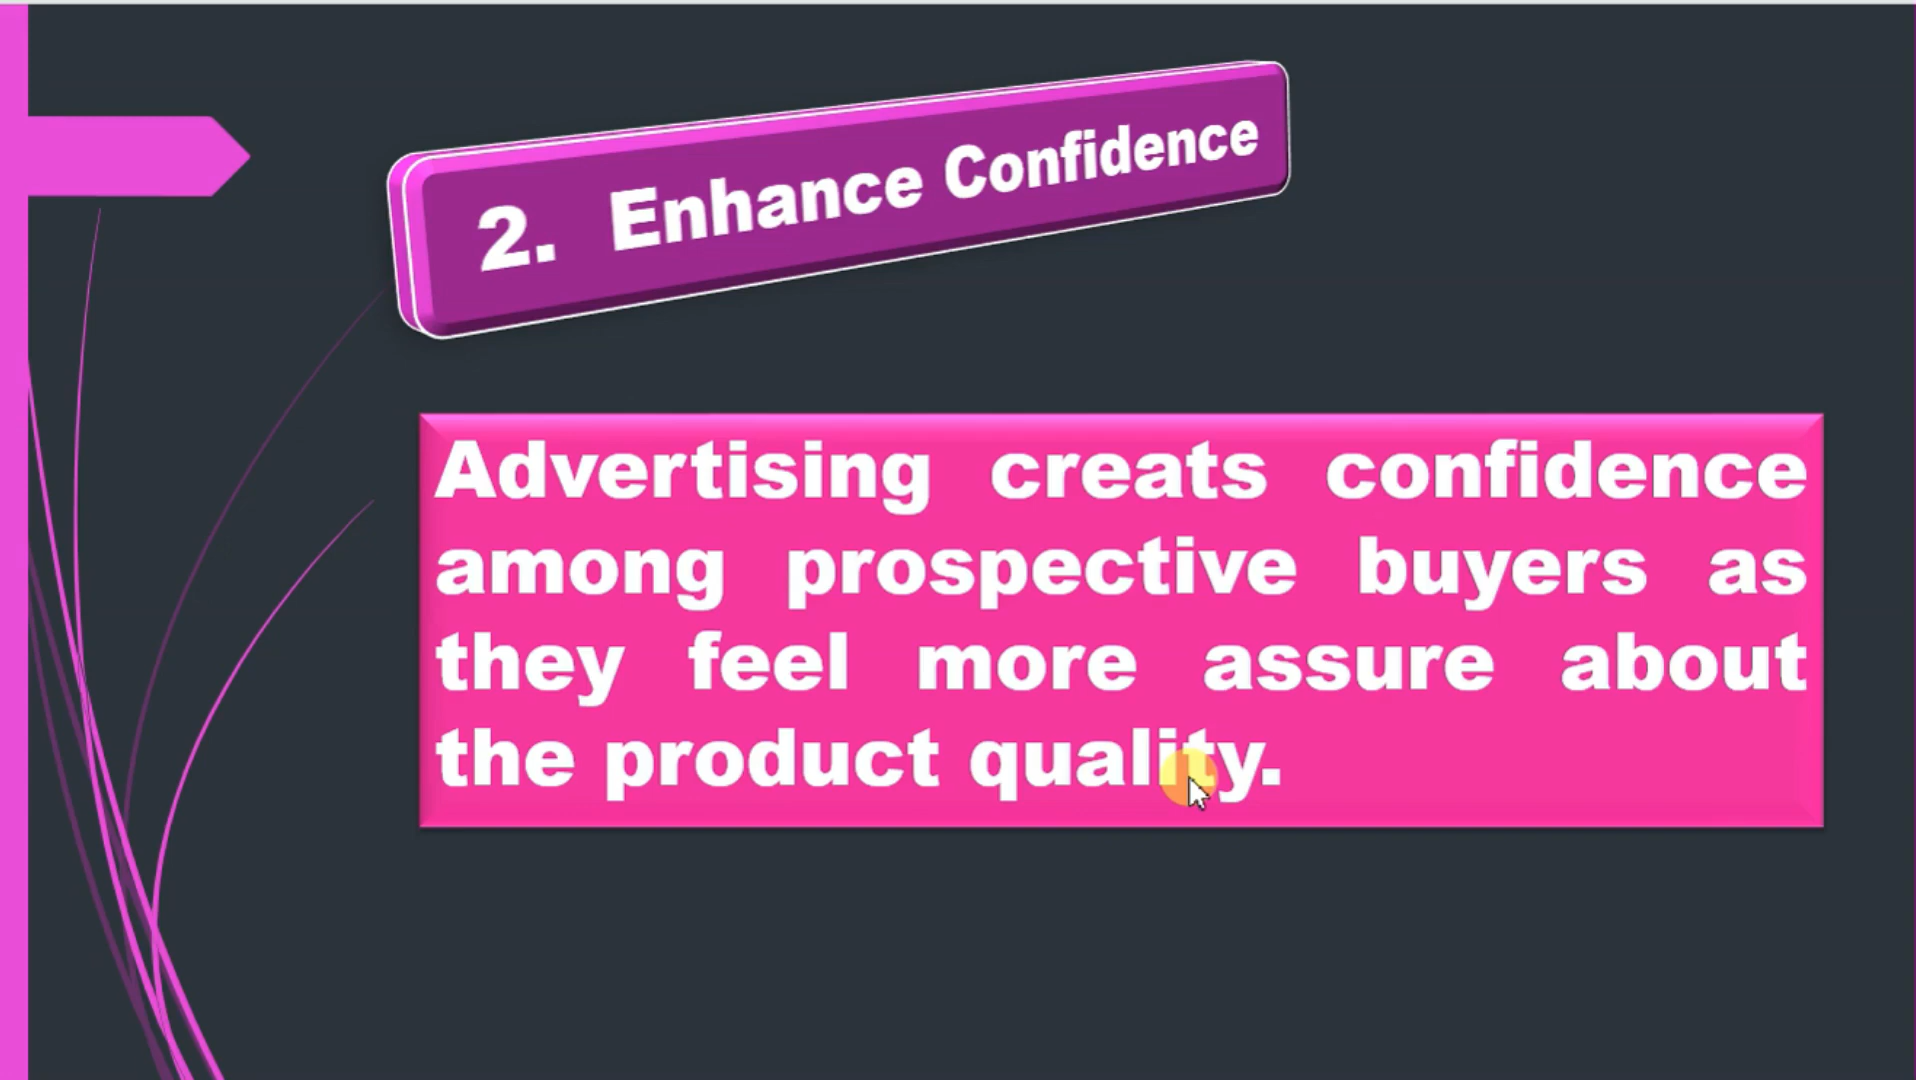 2. Enhance Confidence
Advertising creats confidence
among prospective buyers as
they feel more assure about
the product quality.